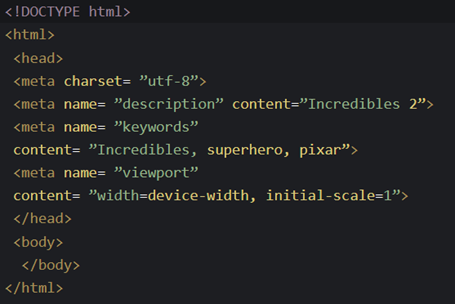 <!DOCTYPE html>
<html>
<head>
<meta charset= ”utf-8”>
<meta name= ”description” content=”Incredibles 2”>
<meta name= ”keywords”
content= ”Incredibles, superhero, pixar”>
<meta name= ”viewport”
content= ”width=device-width, initial-scale=1”>
</head>
<body>
</body>
</html>